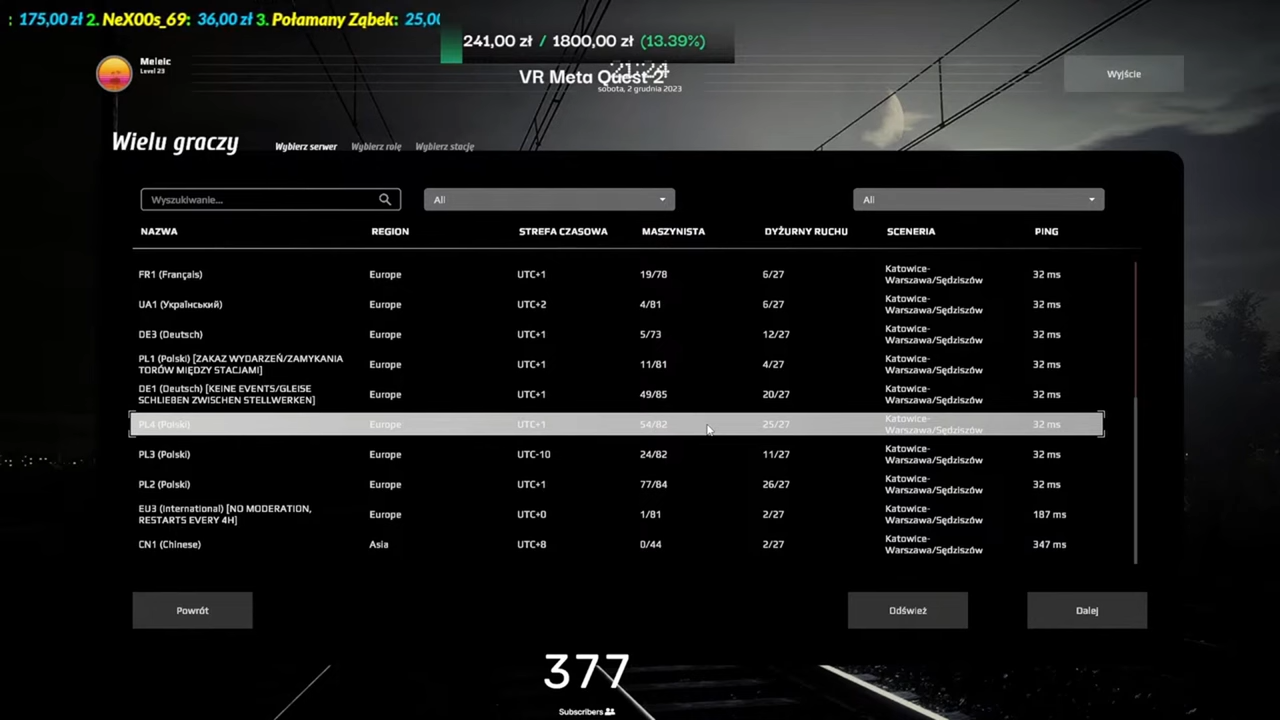 : 175,00 zł 2. NeX00s_69: 36,00 zł 3. Połamany Ząbek: 25,00
241,00 zł / 1800,00 zł (13.39%)
Meleic
Level 23
21:24
VR Meta Quest 2
sobota, 2 grudnia 2023
Wyjście
Wielu graczy
Wybierz serwer
Wybierz rolę
Wybierz stację
Wyszukiwanie...
All
All
NAZWA REGION STREFA CZASOWA MASZYNISTA DYŻURNY RUCHU SCENERIA PING
FR1 (Français) Europe UTC+1 19/78 6/27 Katowice-
Warszawa/Sędziszów 32 ms
UA1 (Український) Europe UTC+2 4/81 6/27 Katowice-
Warszawa/Sędziszów 32 ms
DE3 (Deutsch) Europe UTC+1 5/73 12/27 Katowice-
Warszawa/Sędziszów 32 ms
PL1 (Polski) [ZAKAZ WYDARZEŃ/ZAMYKANIA
TORÓW MIĘDZY STACJAMI] Europe UTC+1 11/81 4/27 Katowice-
Warszawa/Sędziszów 32 ms
DE1 (Deutsch) [KEINE EVENTS/GLEISE
SCHLIEBEN ZWISCHEN STELLWERKEN] Europe UTC+1 49/85 20/27 Katowice-
Warszawa/Sędziszów 32 ms
PL4 (Polski) Europe UTC+1 54/82 25/27 Katowice-
Warszawa/Sędziszów 32 ms
PL3 (Polski) Europe UTC-10 24/82 11/27 Katowice-
Warszawa/Sędziszów 32 ms
PL2 (Polski) Europe UTC+1 77/84 26/27 Katowice-
Warszawa/Sędziszów 32 ms
EU3 (International) [NO MODERATION,
RESTARTS EVERY 4H] Europe UTC+0 1/81 2/27 Katowice-
Warszawa/Sędziszów 187 ms
CN1 (Chinese) Asia UTC+8 0/44 2/27 Katowice-
Warszawa/Sędziszów 347 ms
Powrót
Odśwież
Dalej
377
Subscribers